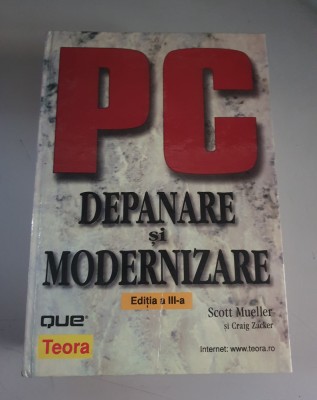 PC
DEPANARE
și
MODERNIZARE
Ediția a III-a
Scott Mueller
și Craig Zacker
que®
Teora
Internet: www.teora.ro